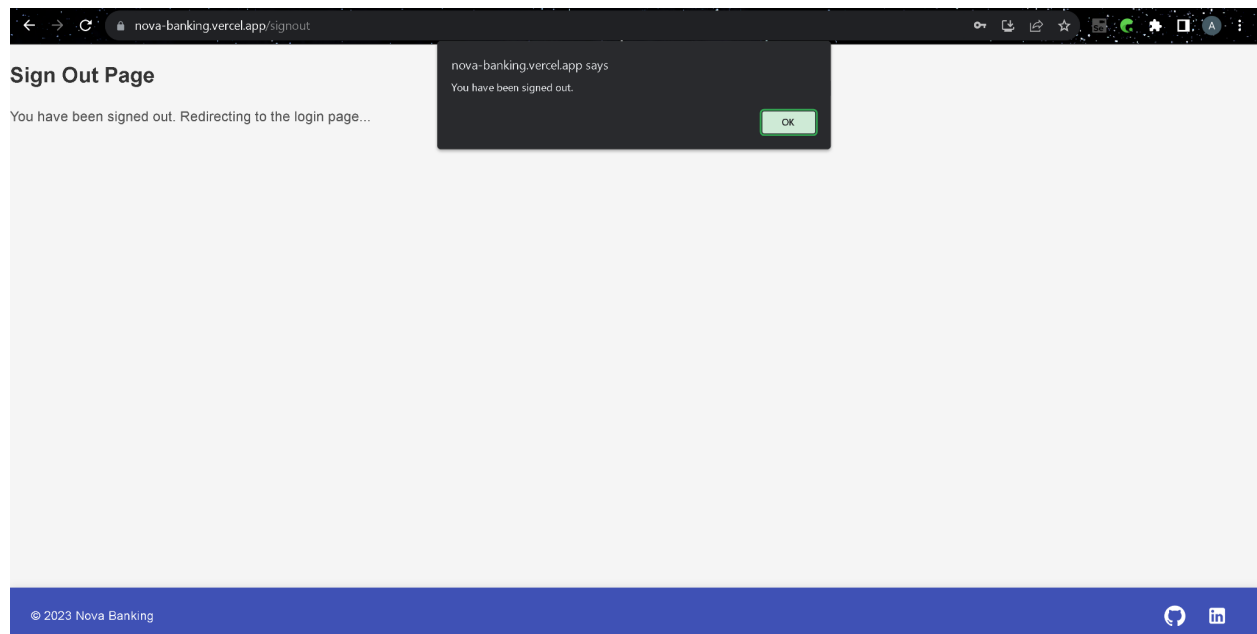 nova-banking.vercel.app/signout
A
nova-banking.vercel.app says
You have been signed out.
OK
Sign Out Page
You have been signed out. Redirecting to the login page...
© 2023 Nova Banking
in